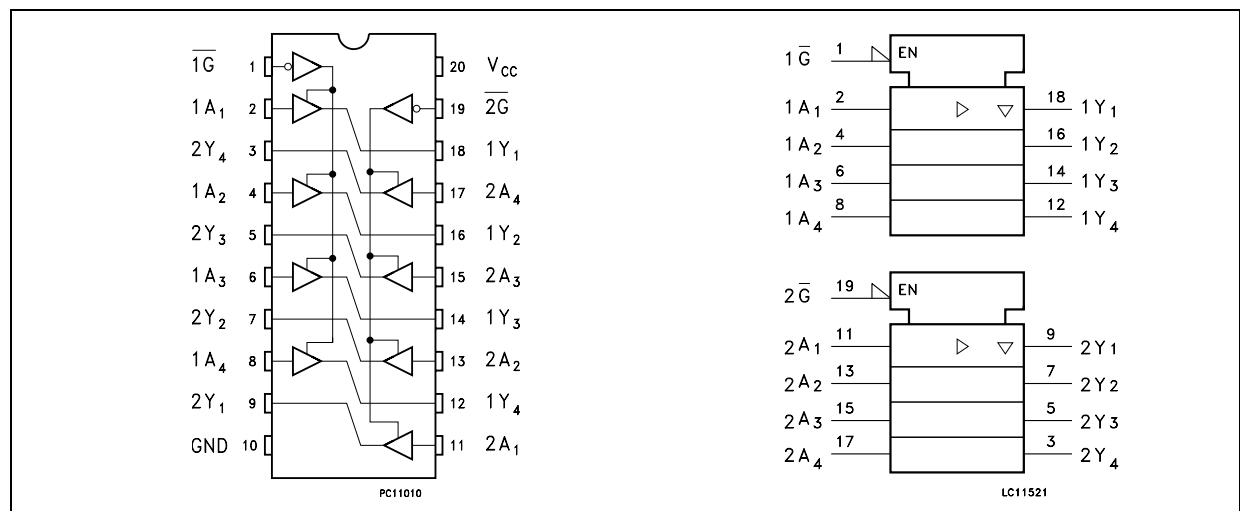 1G 1 20 VCC
1A1 2 19 2G
2Y4 3 18 1Y1
1A2 4 17 2A4
2Y3 5 16 1Y2
1A3 6 15 2A3
2Y2 7 14 1Y3
1A4 8 13 2A2
2Y1 9 12 1Y4
GND 10 11 2A1
PC11010
1G 1 EN
1A1 2 18 1Y1
1A2 4 16 1Y2
1A3 6 14 1Y3
1A4 8 12 1Y4
2G 19 EN
2A1 11 9 2Y1
2A2 13 7 2Y2
2A3 15 5 2Y3
2A4 17 3 2Y4
LC11521